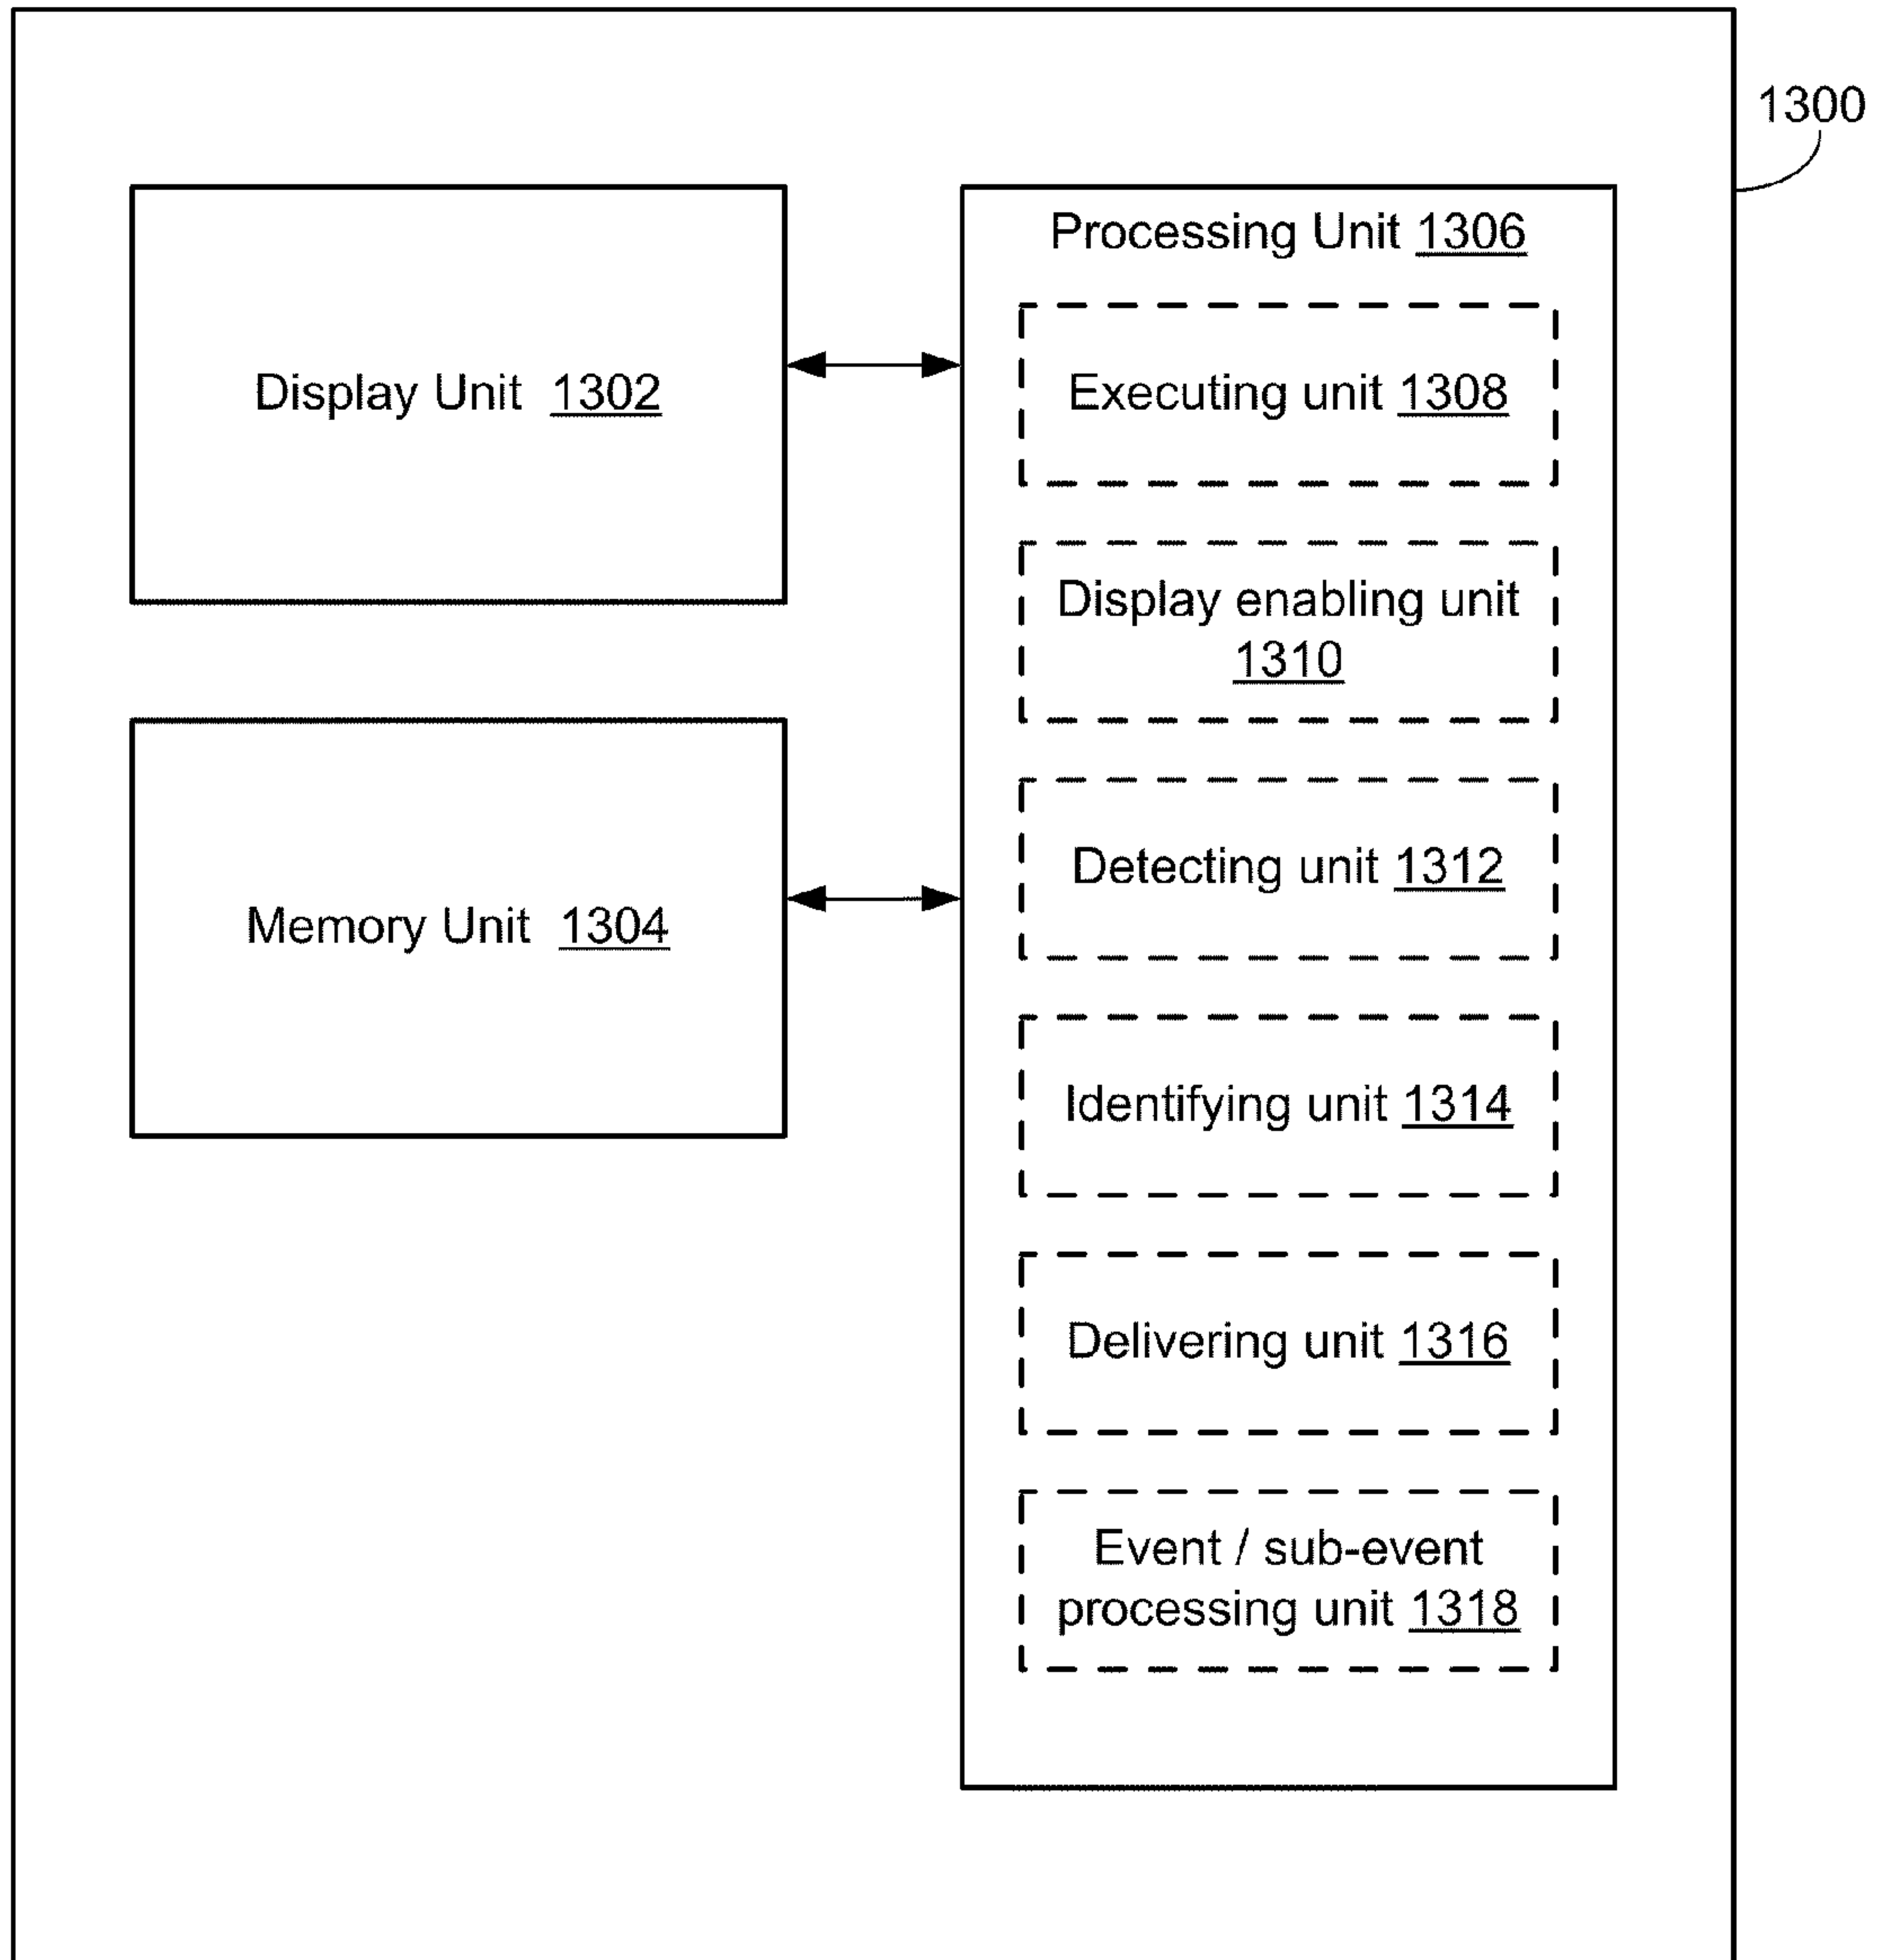 1300
Display Unit 1302
Memory Unit 1304
Processing Unit 1306
Executing unit 1308
Display enabling unit
1310
Detecting unit 1312
Identifying unit 1314
Delivering unit 1316
Event / sub-event
processing unit 1318